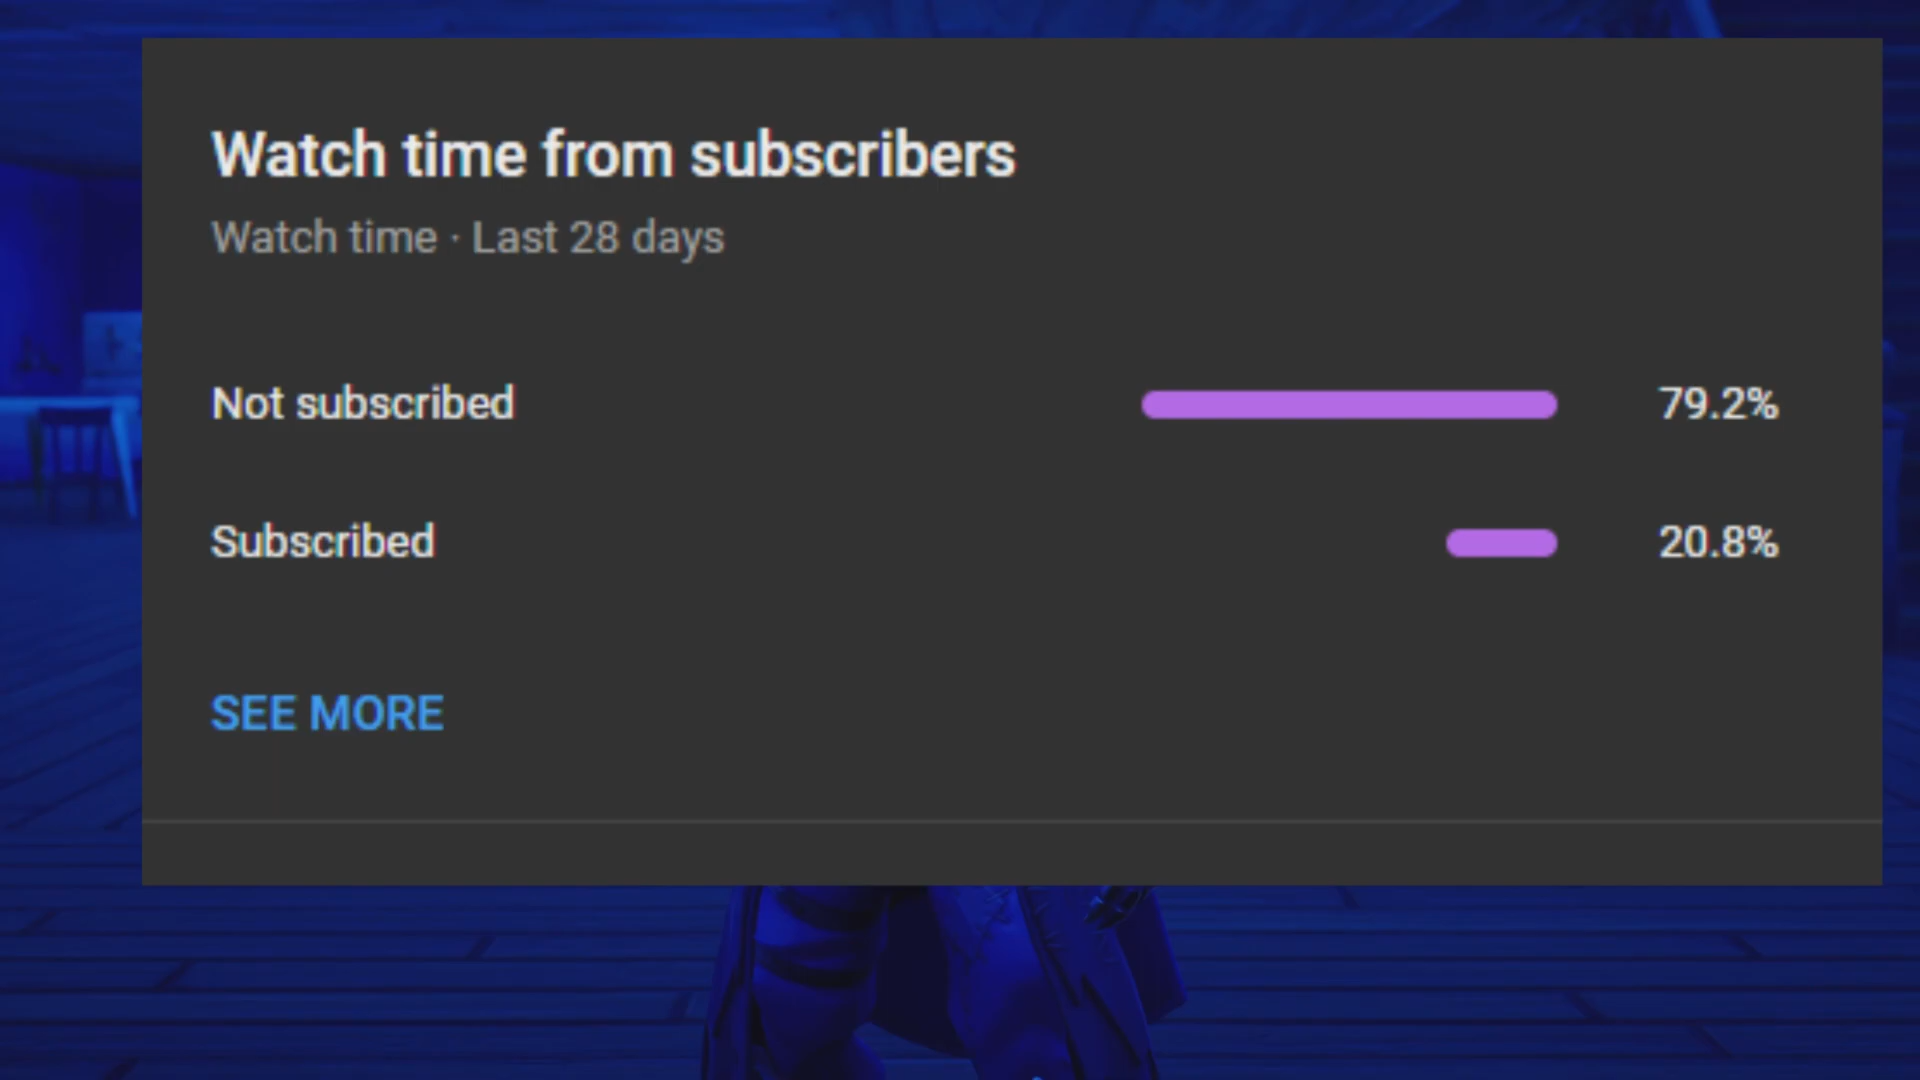 Watch time from subscribers
Watch time · Last 28 days
Not subscribed 79.2%
Subscribed 20.8%
SEE MORE